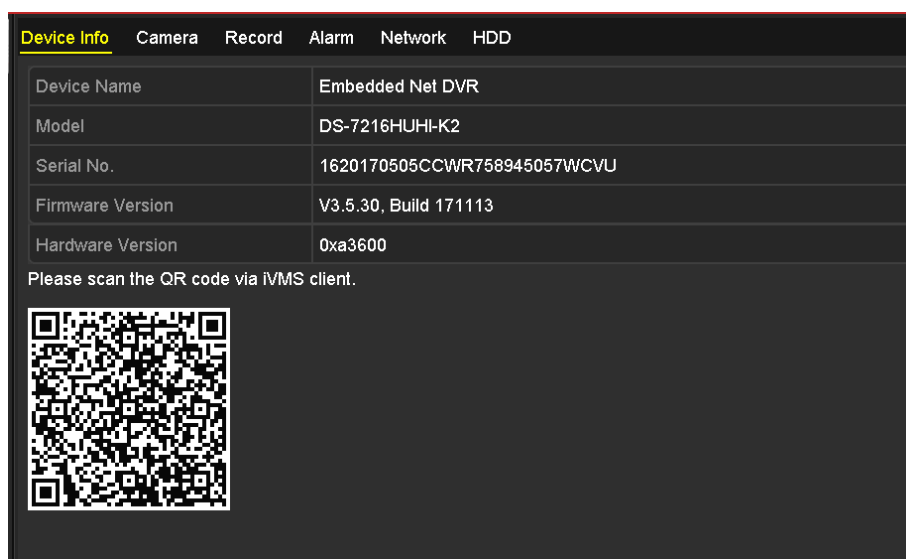 Device Info Camera Record Alarm Network HDD
Device Name Embedded Net DVR
Model DS-7216HUHI-K2
Serial No. 1620170505CCWR758945057WCVU
Firmware Version V3.5.30, Build 171113
Hardware Version 0xa3600
Please scan the QR code via iVMS client.